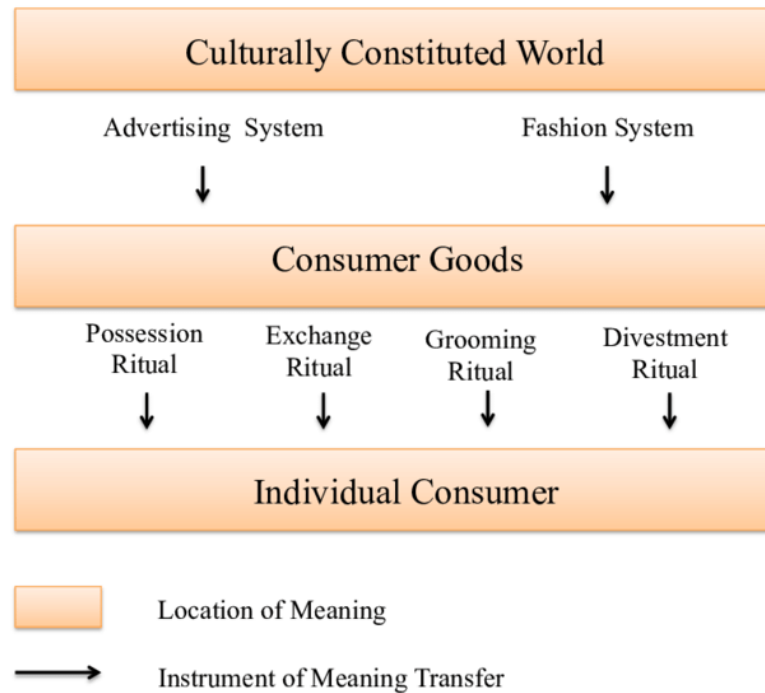 Culturally Constituted World
Advertising System Fashion System
Consumer Goods
Possession Ritual
Exchange Ritual
Grooming Ritual
Divestment Ritual
Individual Consumer
Location of Meaning
Instrument of Meaning Transfer